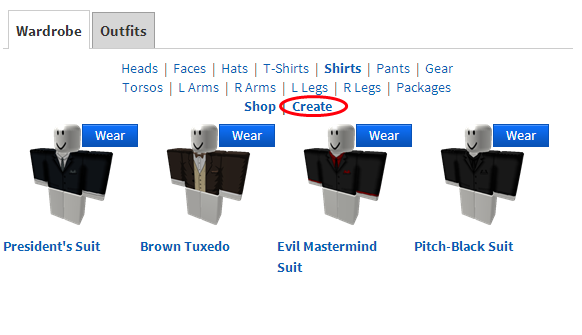 Wardrobe Outfits
Heads | Faces | Hats | T-Shirts | Shirts | Pants | Gear
Torsos | L Arms | R Arms | L Legs | R Legs | Packages
Shop | Create
Wear Wear Wear Wear
President's Suit Brown Tuxedo Evil Mastermind Pitch-Black Suit
Suit